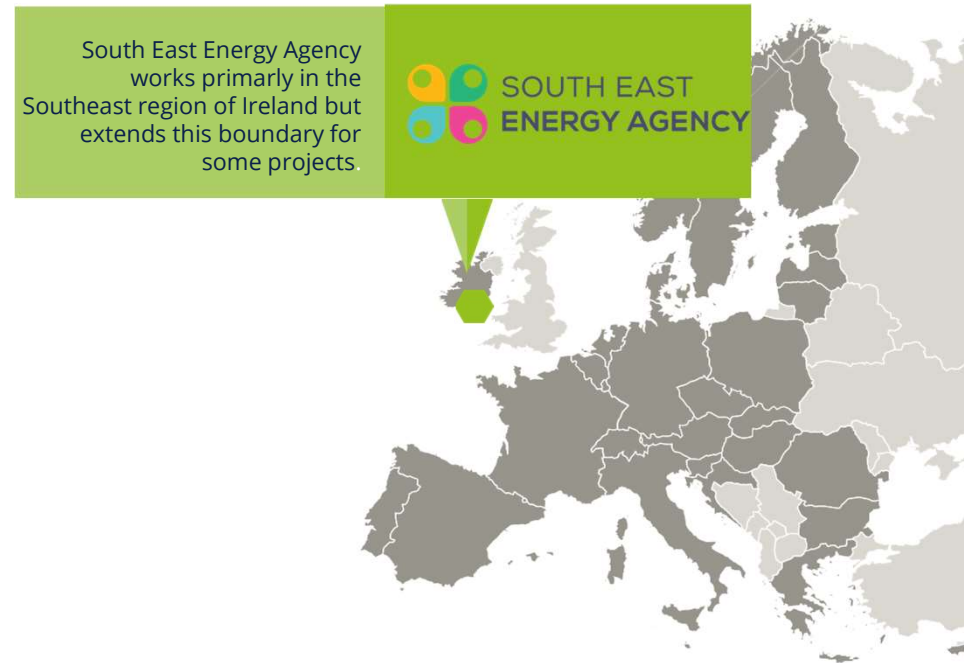 South East Energy Agency
works primarly in the
Southeast region of Ireland but
extends this boundary for
some projects.
SOUTH EAST
ENERGY AGENCY